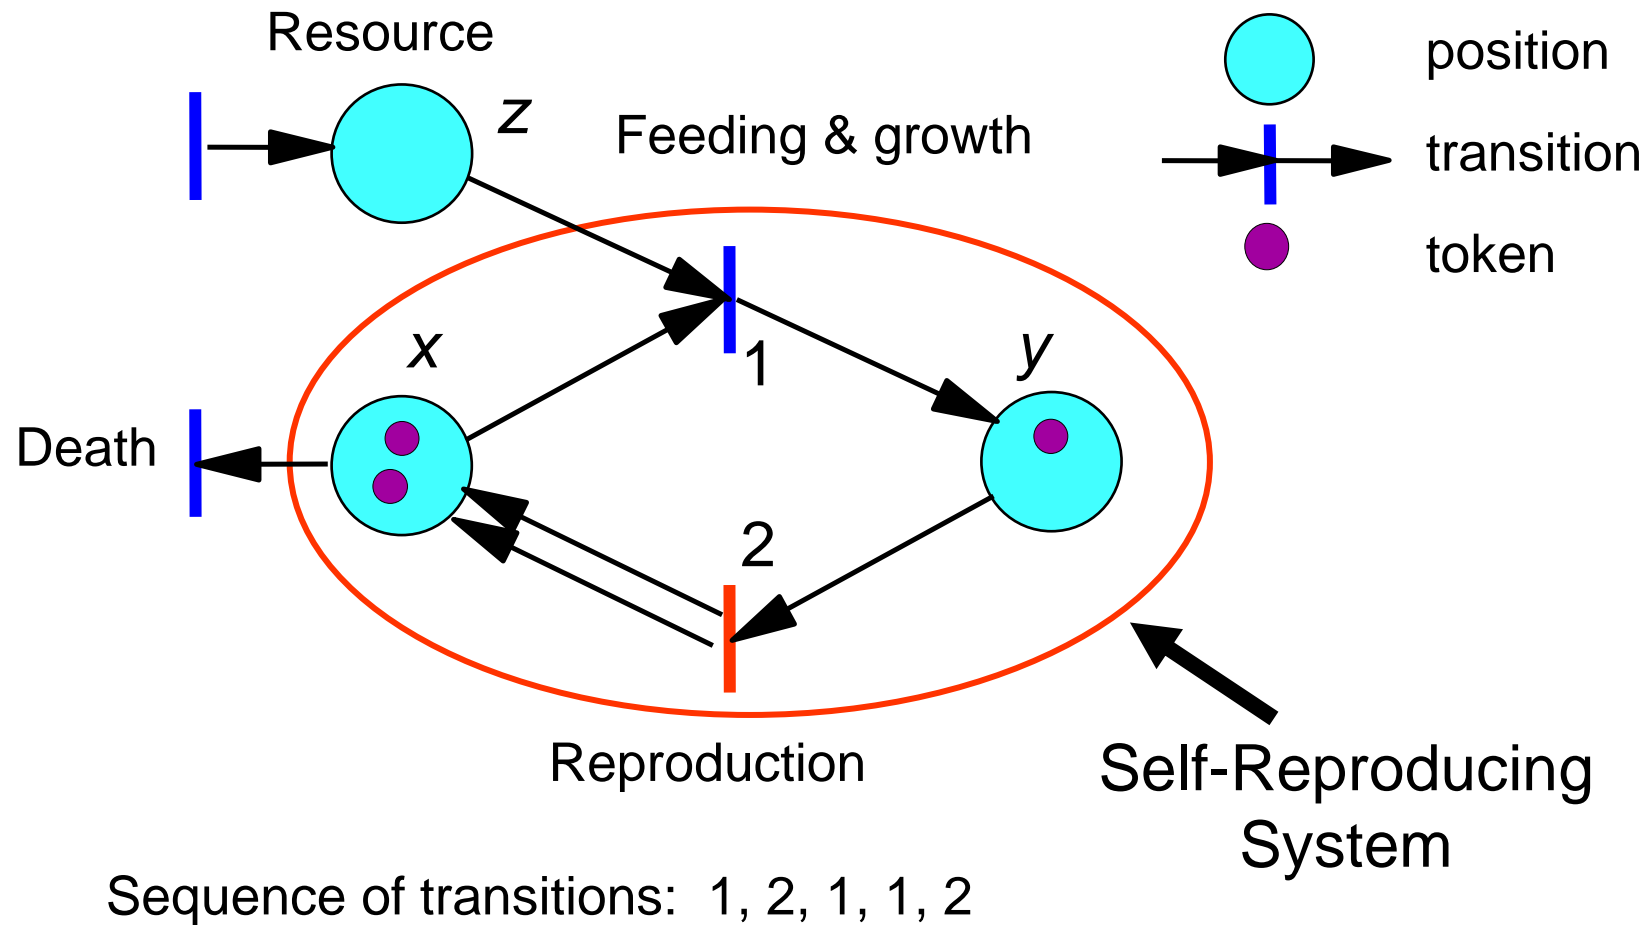 Resource
z
Feeding & growth
position
transition
token
x
1
y
Death
2
Reproduction
Self-Reproducing
System
Sequence of transitions: 1, 2, 1, 1, 2